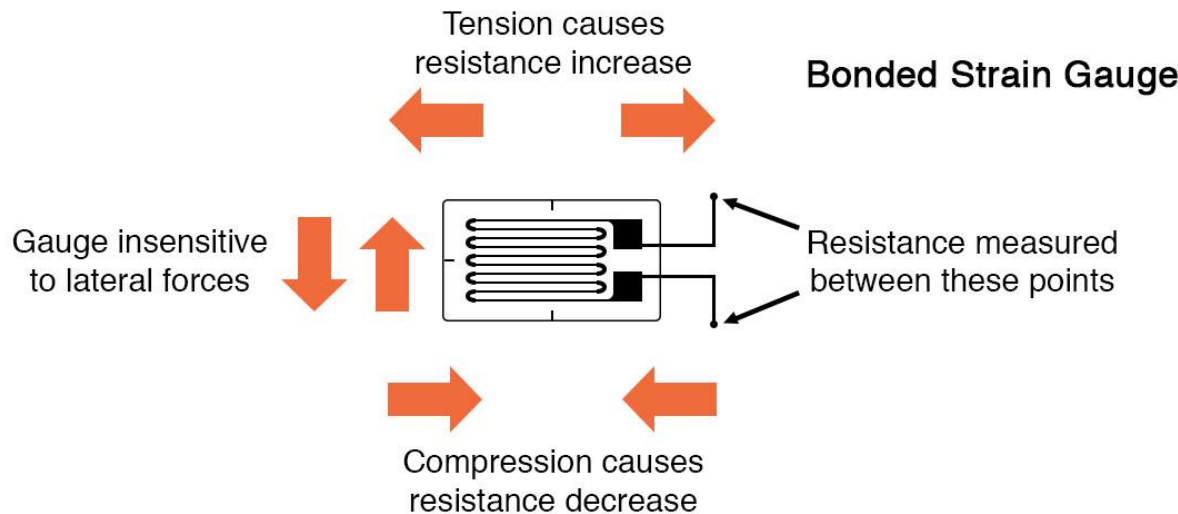 Tension causes
resistance increase
Bonded Strain Gauge
Gauge insensitive
to lateral forces
Resistance measured
between these points
Compression causes
resistance decrease